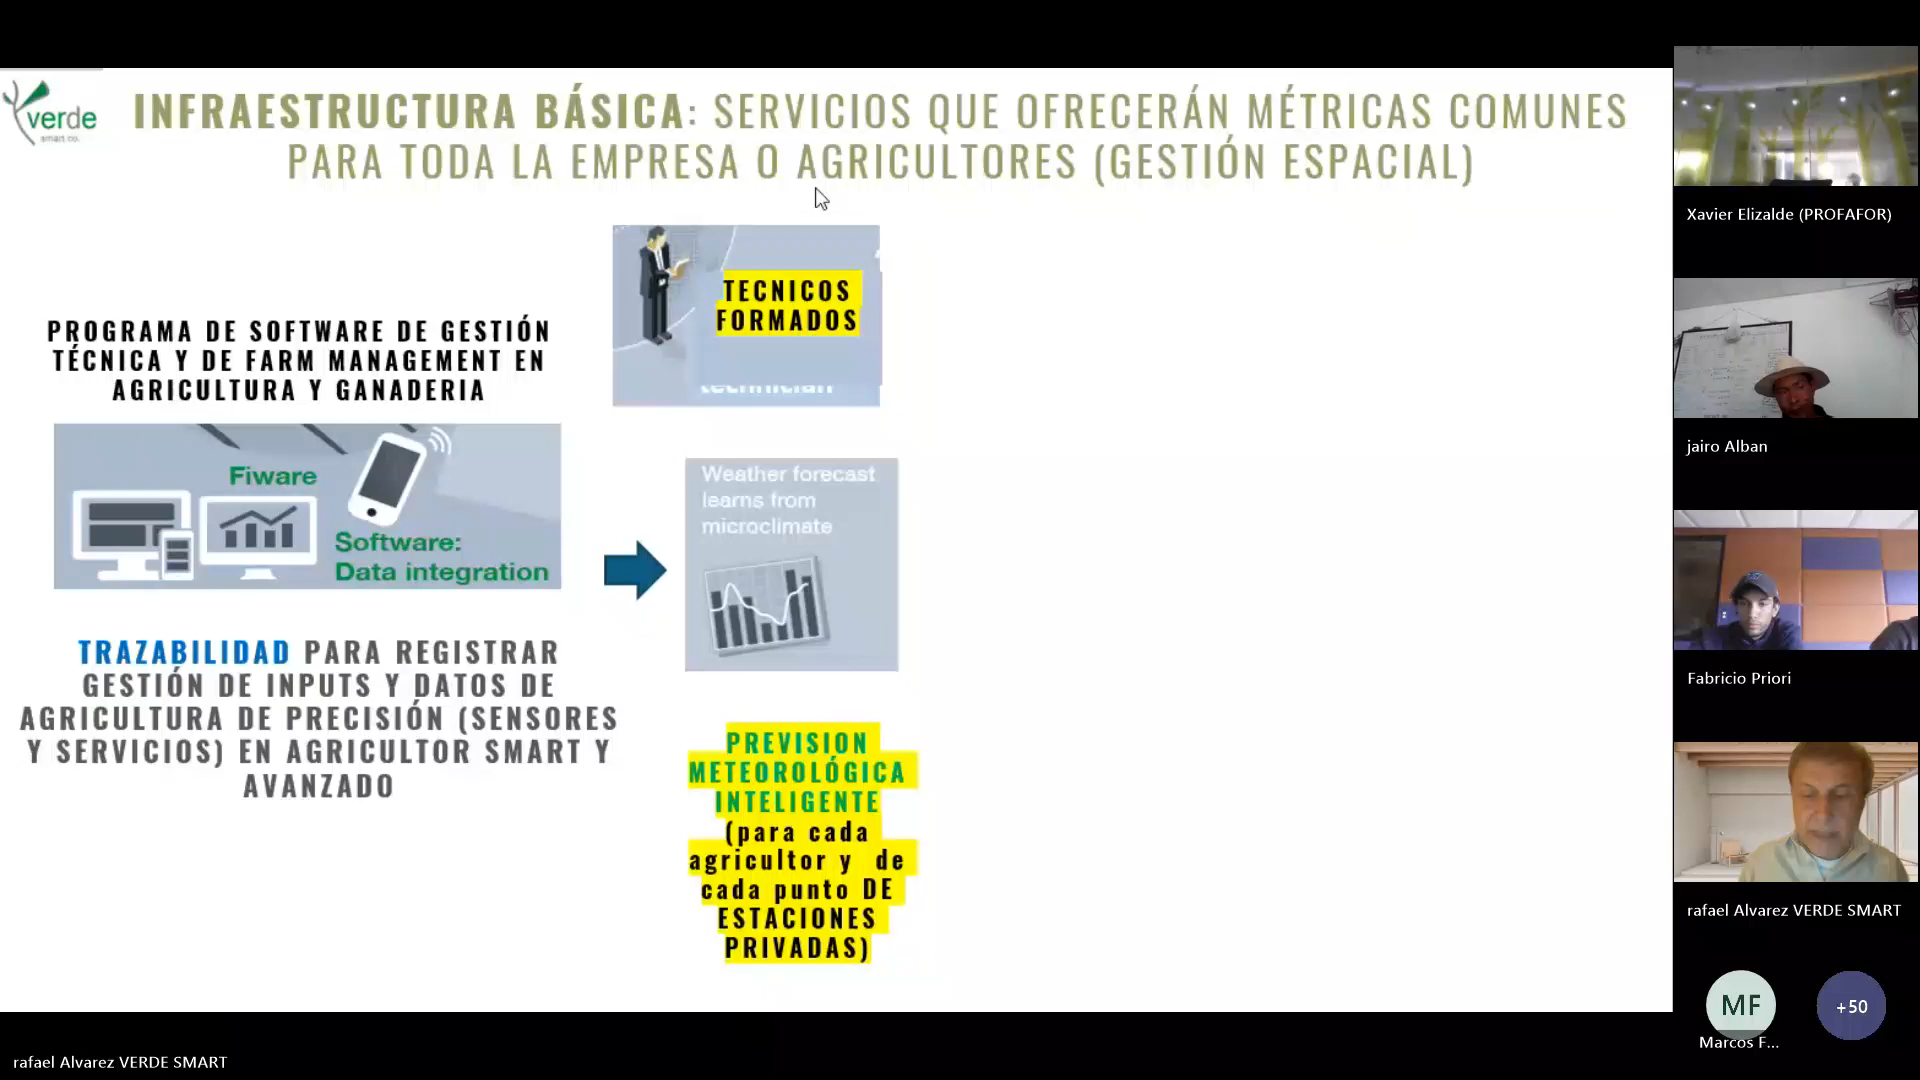 verde
smart co.
INFRAESTRUCTURA BÁSICA: SERVICIOS QUE OFRECERÁN MÉTRICAS COMUNES
PARA TODA LA EMPRESA O AGRICULTORES (GESTIÓN ESPACIAL)
TECNICOS
FORMADOS
technician
PROGRAMA DE SOFTWARE DE GESTIÓN
TÉCNICA Y DE FARM MANAGEMENT EN
AGRICULTURA Y GANADERIA
Fiware
Software:
Data integration
Weather forecast
learns from
microclimate
TRAZABILIDAD PARA REGISTRAR
GESTIÓN DE INPUTS Y DATOS DE
AGRICULTURA DE PRECISIÓN (SENSORES
Y SERVICIOS) EN AGRICULTOR SMART Y
AVANZADO
PREVISION
METEOROLÓGICA
INTELIGENTE
(para cada
agricultor y de
cada punto DE
ESTACIONES
PRIVADAS)
Xavier Elizalde (PROFAFOR)
jairo Alban
Fabricio Priori
rafael Alvarez VERDE SMART
MF
+50
Marcos F...
rafael Alvarez VERDE SMART